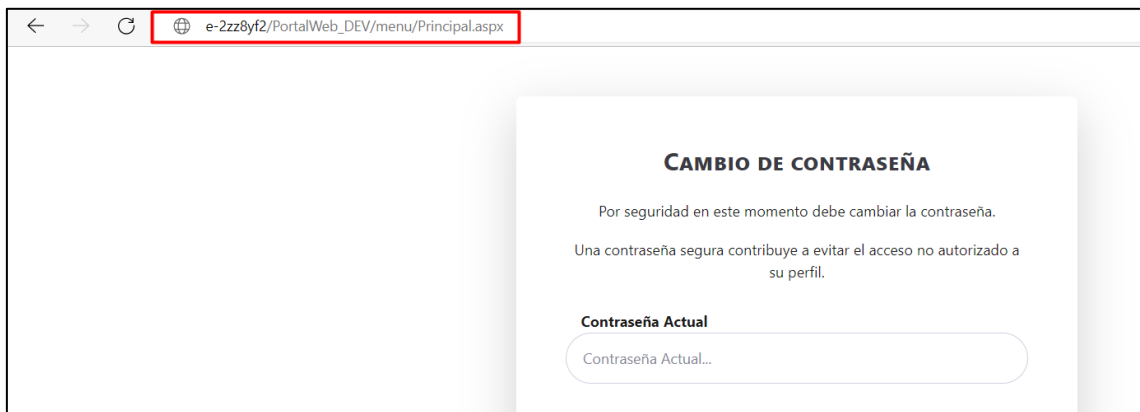 e-2zz8yf2/PortalWeb_DEV/menu/Principal.aspx
Cambio de contraseña
Por seguridad en este momento debe cambiar la contraseña.
Una contraseña segura contribuye a evitar el acceso no autorizado a
su perfil.
Contraseña Actual
Contraseña Actual...